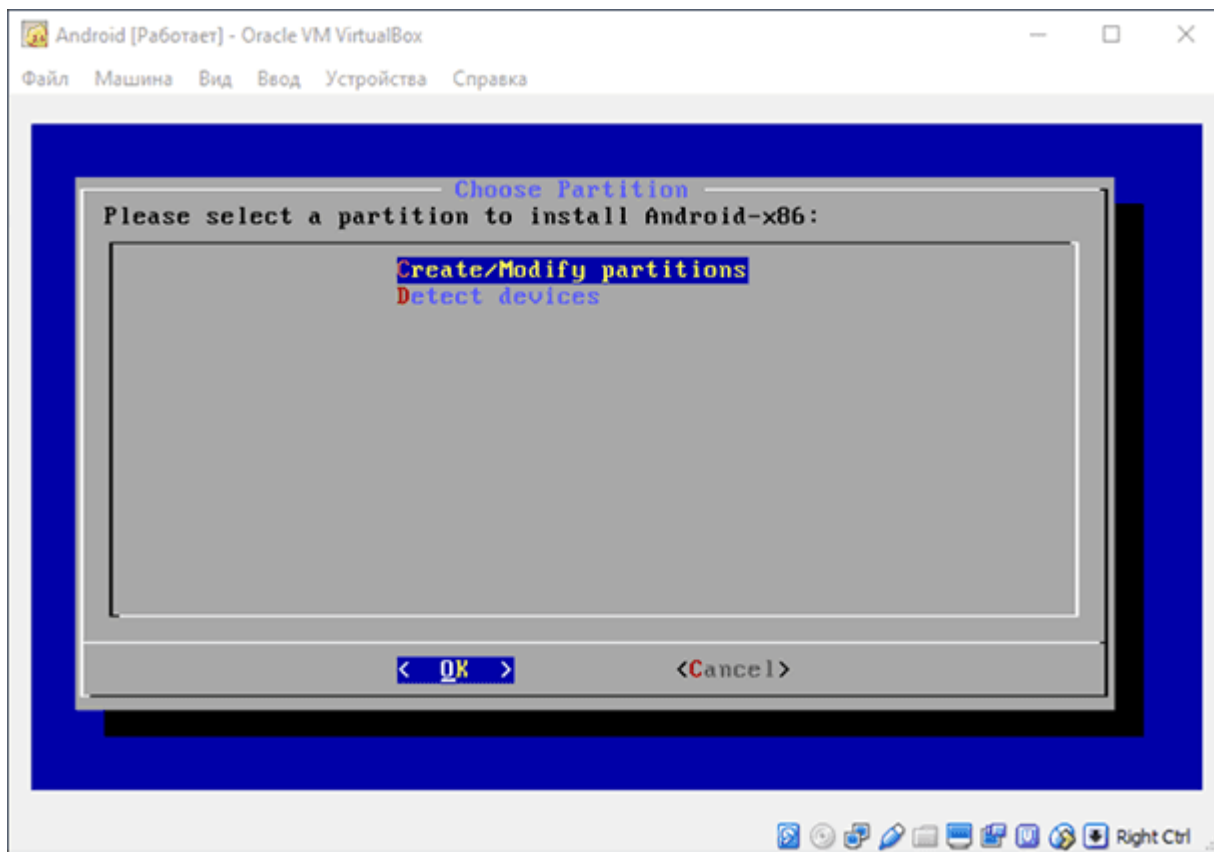 Android [Работает] - Oracle VM VirtualBox
Файл Машина Вид Ввод Устройства Справка
Choose Partition
Please select a partition to install Android-x86:
Create/Modify partitions
Detect devices
< OK > <Cancel>
Right Ctrl